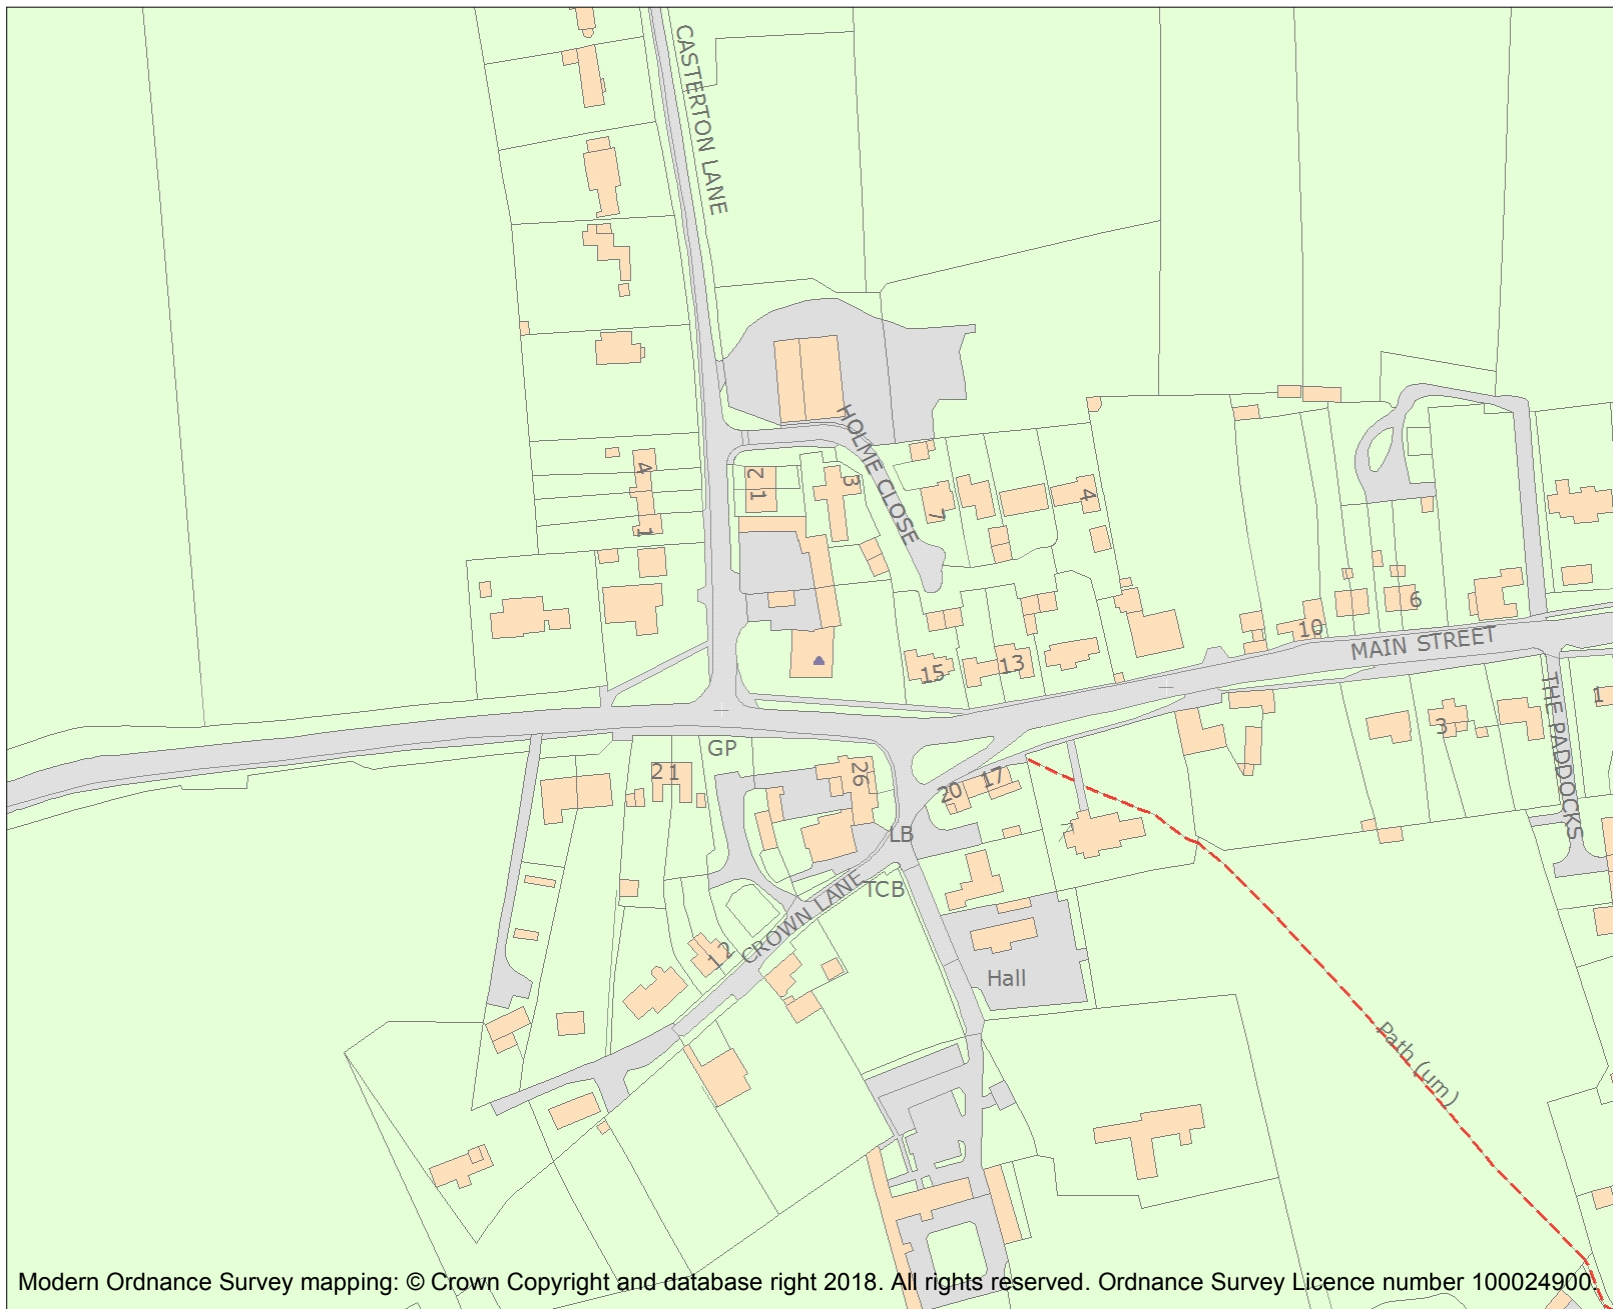 CASTERTON LANE
HOLME CLOSE
4
1
2
1
3
7
4
6
10
MAIN STREET
15
13
THE PADDOCKS
1
3
GP
2 1
26
20
17
LB
TCB
CROWN LANE
12
Hall
Path (um)
Modern Ordnance Survey mapping: © Crown Copyright and database right 2018. All rights reserved. Ordnance Survey Licence number 100024900.